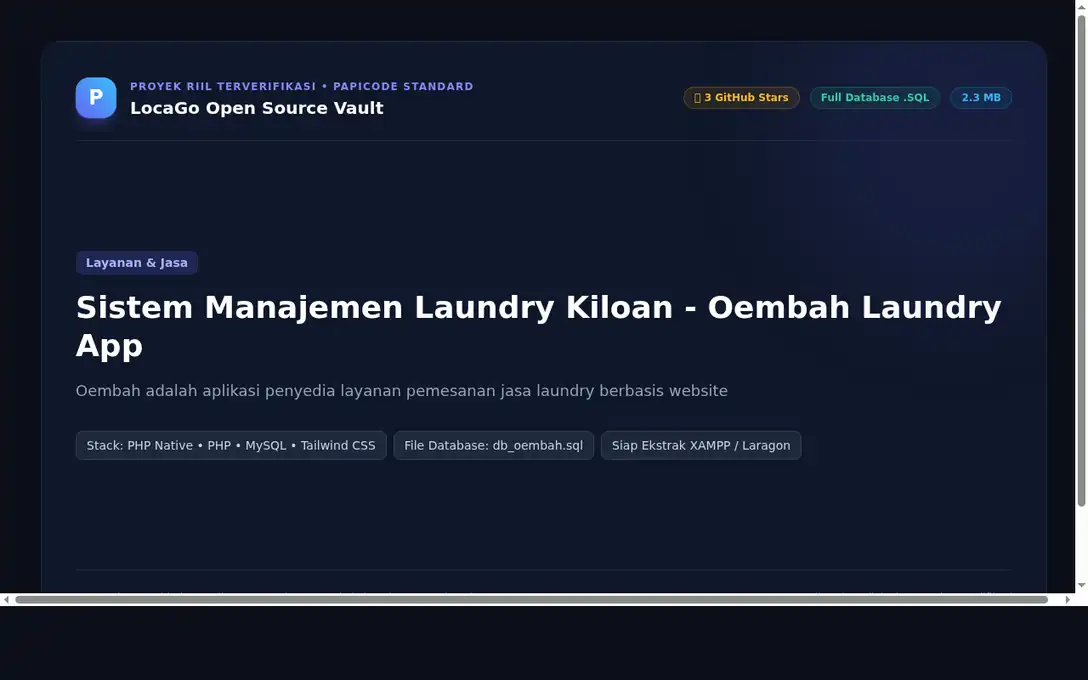 P
PROYEK RIIL TERVERIFIKASI • PAPICODE STANDARD
LocaGo Open Source Vault
3 GitHub Stars
Full Database .SQL
2.3 MB
Layanan & Jasa
Sistem Manajemen Laundry Kiloan - Oembah Laundry
App
Oembah adalah aplikasi penyedia layanan pemesanan jasa laundry berbasis website
Stack: PHP Native • PHP • MySQL • Tailwind CSS
File Database: db_oembah.sql
Siap Ekstrak XAMPP / Laragon